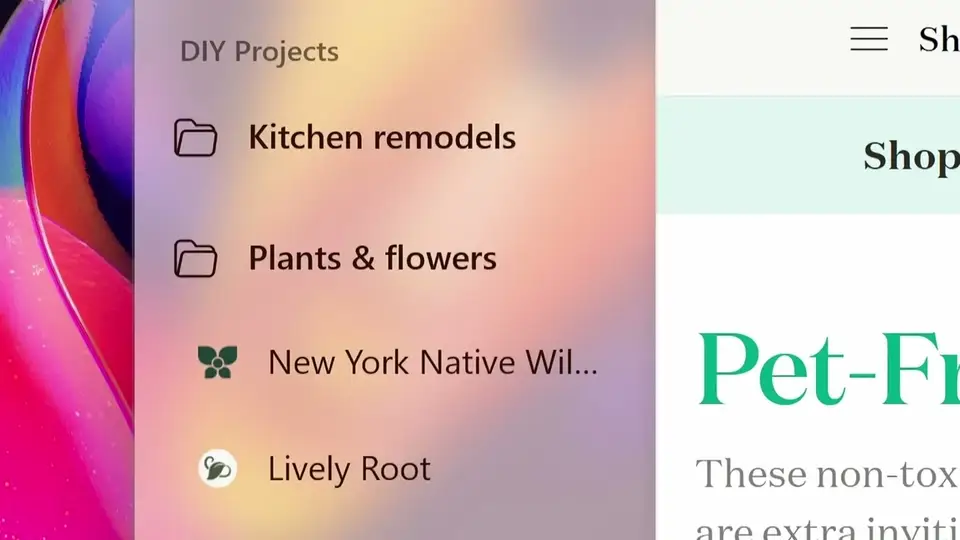 DIY Projects
Kitchen remodels
Plants & flowers
New York Native Wil...
Lively Root
Sh
Shop
Pet-Fr
These non-tox
are extra inviti